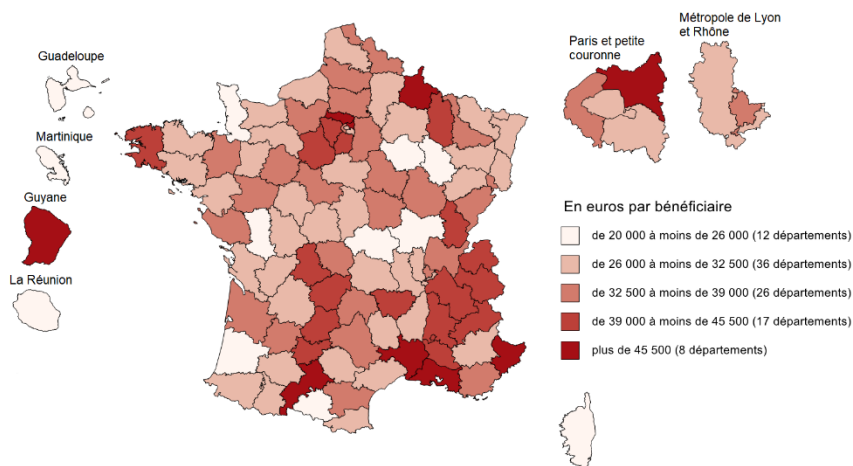 Guadeloupe
Martinique
Guyane
La Réunion
Paris et petite
couronne
Métropole de Lyon
et Rhône
En euros par bénéficiaire
de 20 000 à moins de 26 000 (12 départements)
de 26 000 à moins de 32 500 (36 départements)
de 32 500 à moins de 39 000 (26 départements)
de 39 000 à moins de 45 500 (17 départements)
plus de 45 500 (8 départements)